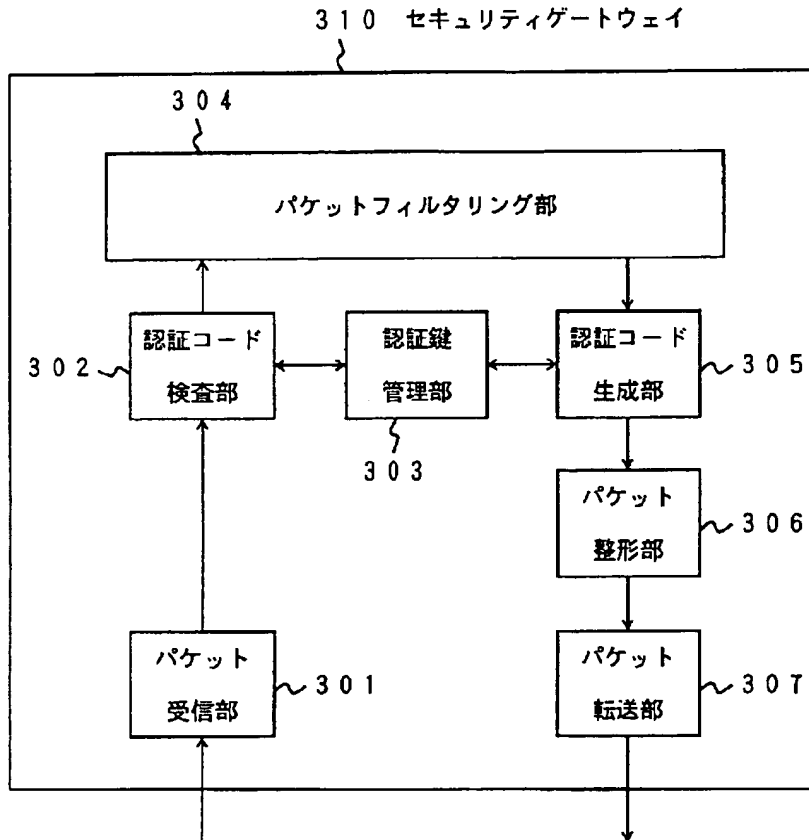 310 セキュリティゲートウェイ
304
パケットフィルタリング部
302
認証コード
検査部
認証鍵
管理部
303
認証コード
生成部
305
パケット
整形部
306
パケット
受信部
301
パケット
転送部
307